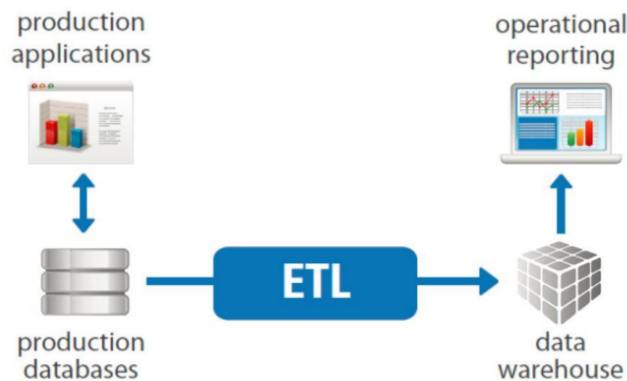 production
applications
operational
reporting
ETL
production
databases
data
warehouse